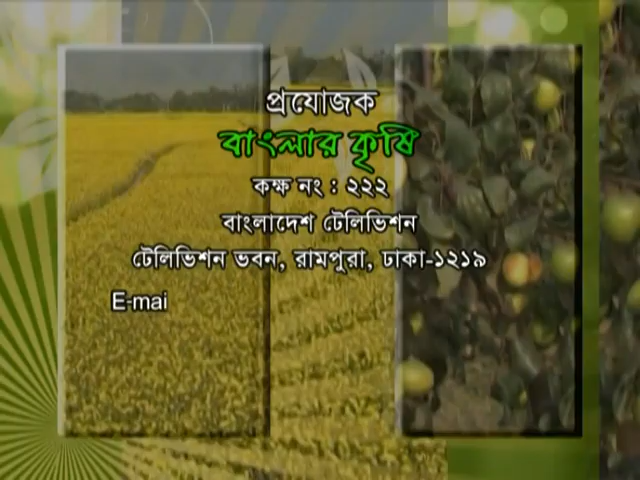 প্রযোজক
বাংলার কৃষি
কক্ষ নং : ২২২
বাংলাদেশ টেলিভিশন
টেলিভিশন ভবন, রামপুরা, ঢাকা-১২১৯
E-mai